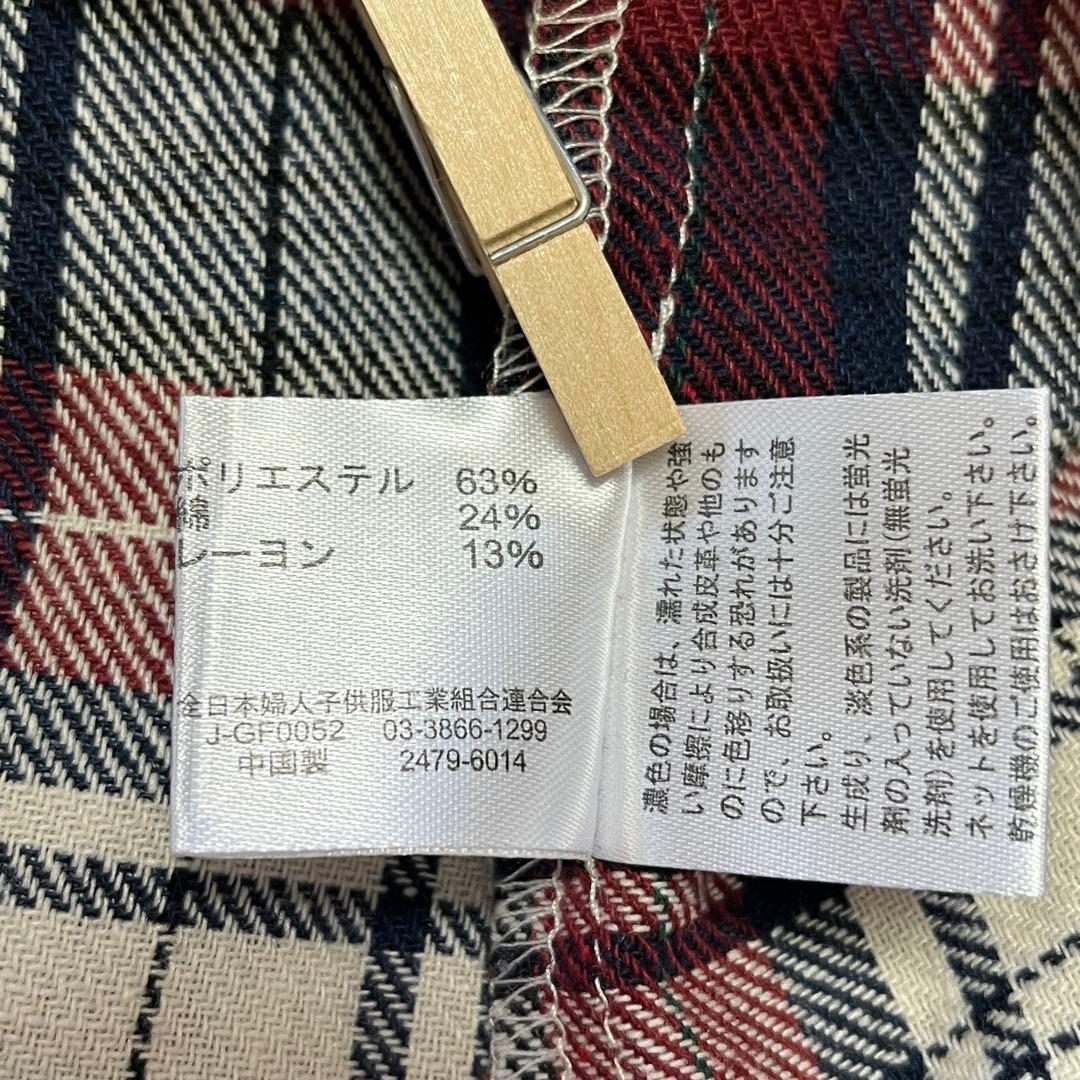 ポリエステル 63%
綿 24%
レーヨン 13%
全日本婦人子供服工業組合連合会
J-GF0052 03-3866-1299
中国製 2479-6014
濃色の場合は、濡れた状態や強
い摩擦により合成皮革や他のも
のに色移りする恐れがあります
ので、お取扱いには十分ご注意
下さい。
生成り、淡色系の製品には蛍光
剤の入っていない洗剤(無蛍光
洗剤)を使用してください。
ネットを使用してお洗い下さい。
乾燥機のご使用はおさけ下さい。